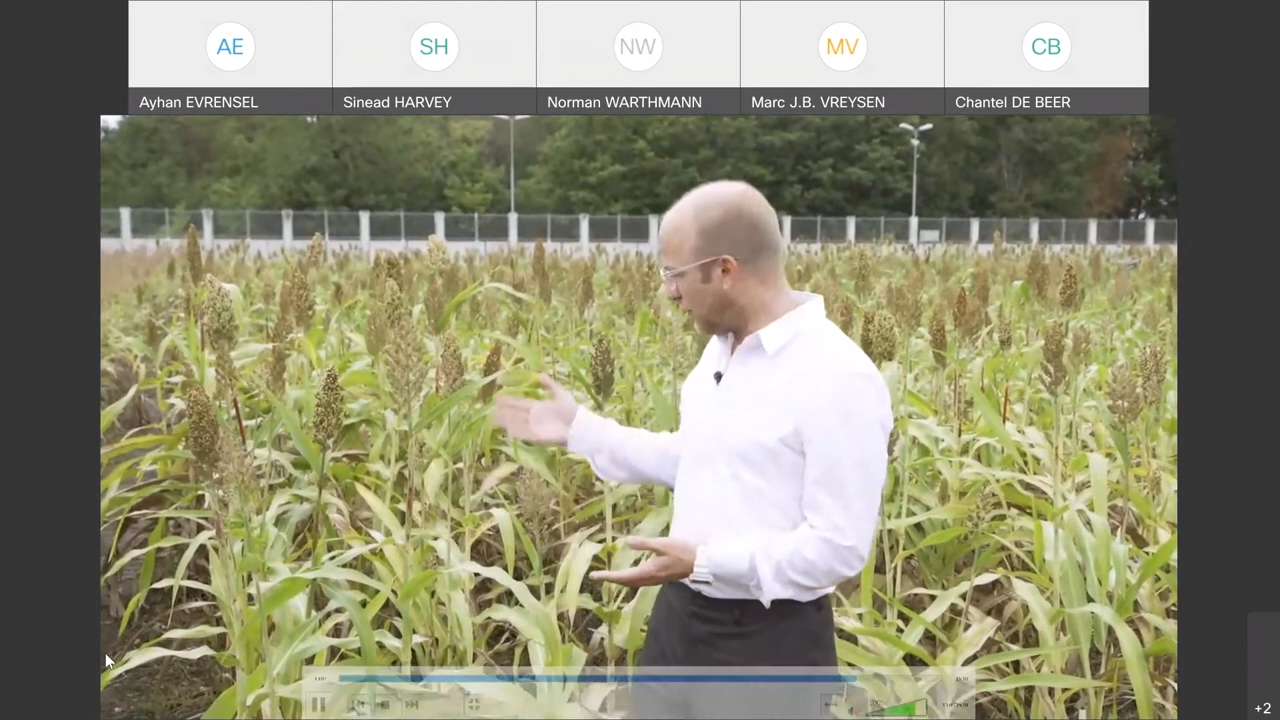 AE
SH
NW
MV
CB
Ayhan EVRENSEL
Sinead HARVEY
Norman WARTHMANN
Marc J.B. VREYSEN
Chantel DE BEER
+2